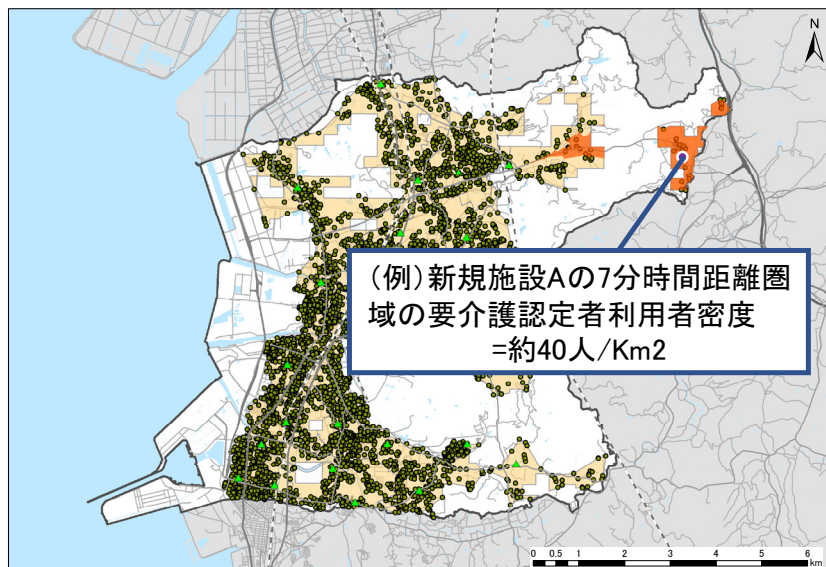 N
(例)新規施設Aの7分時間距離圏
域の要介護認定者利用者密度
=約40人/Km2
0 0.5 1 2 3 4 5 6
km